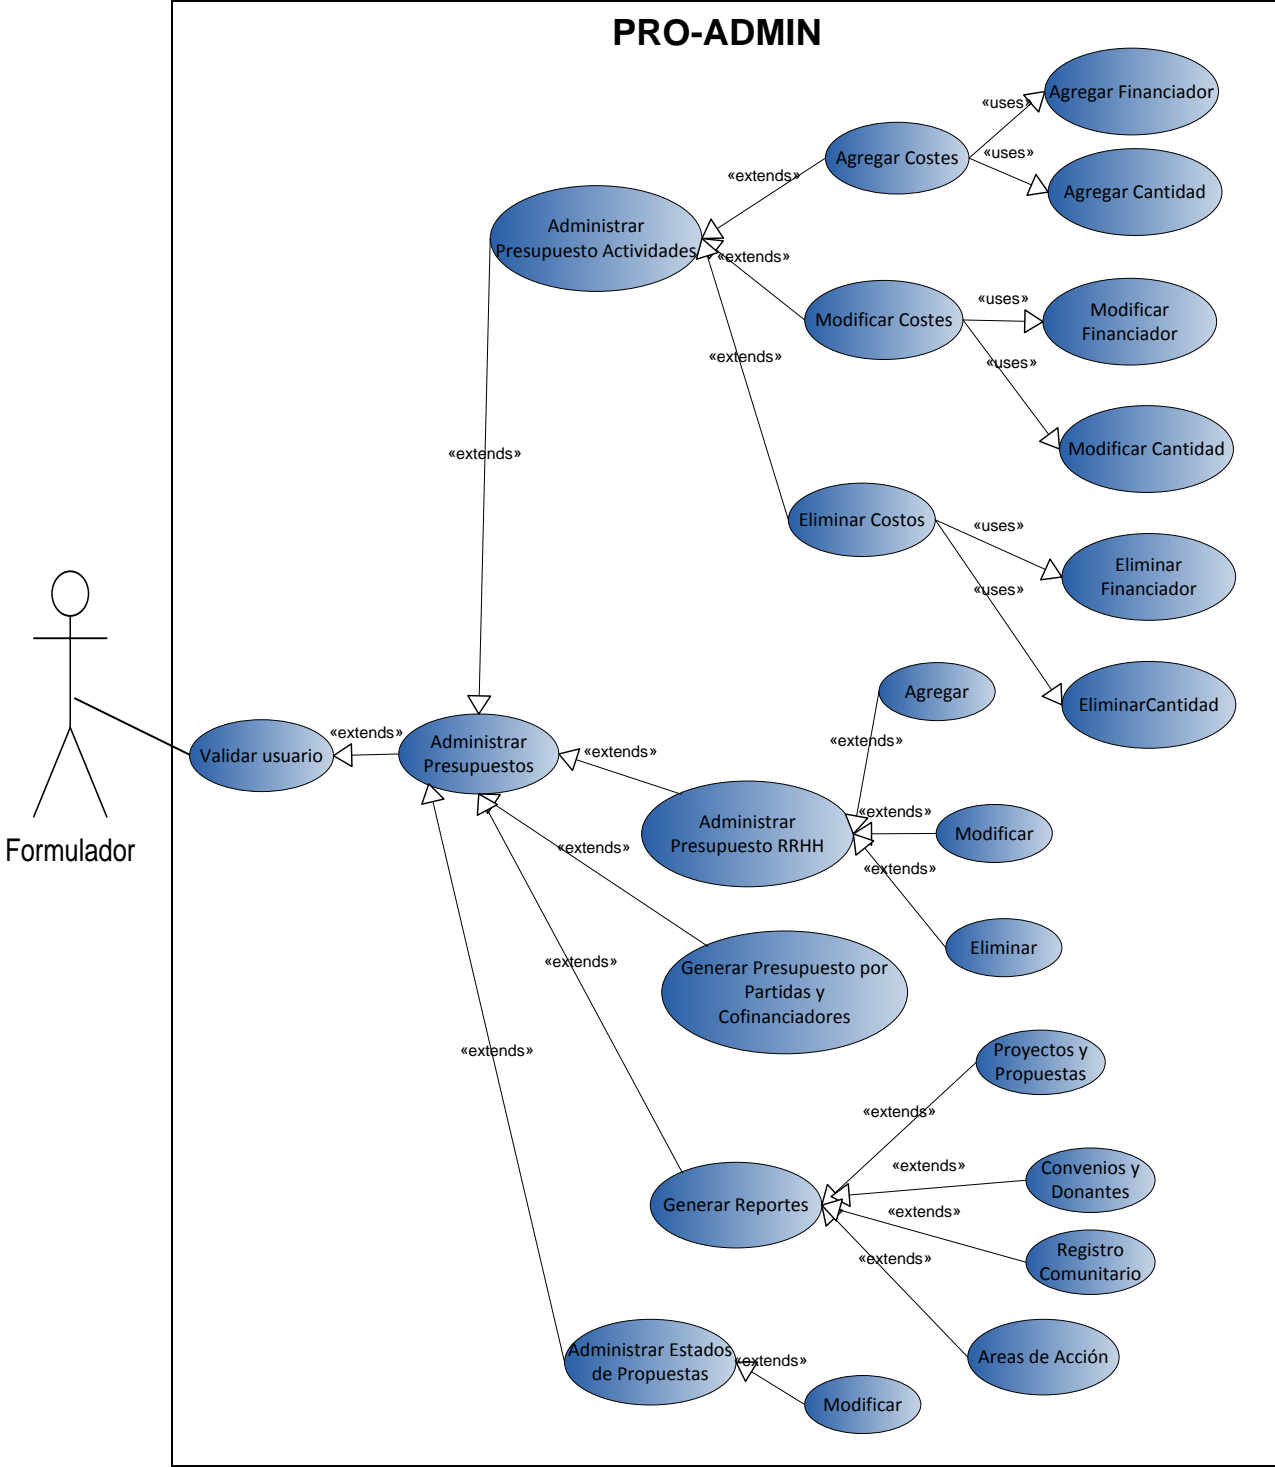 PRO-ADMIN
Agregar Financiador
«uses»
Agregar Costes
«uses»
Agregar Cantidad
«extends»
Administrar
Presupuesto Actividades
«extends»
Modificar Costes
«uses»
Modificar
Financiador
«uses»
«extends»
Modificar Cantidad
«extends»
Eliminar Costos
«uses»
Eliminar
Financiador
«uses»
EliminarCantidad
Agregar
«extends»
Validar usuario
«extends»
Administrar
Presupuestos
«extends»
Administrar
Presupuesto RRHH
«extends»
Modificar
«extends»
Eliminar
Formulador
«extends»
Generar Presupuesto por
Partidas y
Cofinanciadores
«extends»
«extends»
Proyectos y
Propuestas
«extends»
Convenios y
Donantes
«extends»
Generar Reportes
«extends»
Registro
Comunitario
«extends»
Areas de Acción
Administrar Estados
de Propuestas
«extends»
Modificar